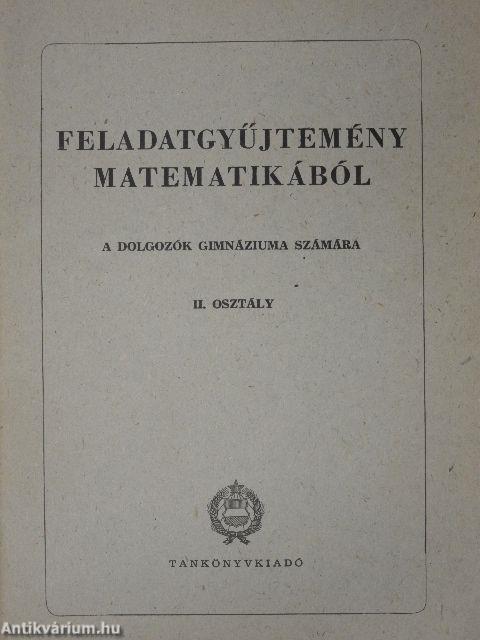 FELADATGYŰJTEMÉNY
MATEMATIKÁBÓL
A DOLGOZÓK GIMNÁZIUMA SZÁMÁRA
II. OSZTÁLY
TANKÖNYVKIADÓ
Antikvárium.hu